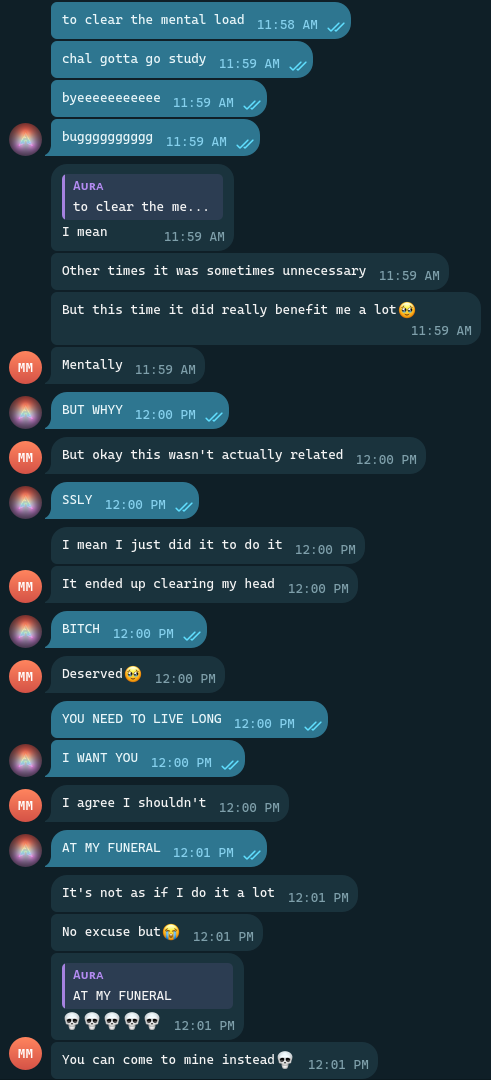 to clear the mental load 11:58 AM
chal gotta go study 11:59 AM
byeeeeeeeeeee 11:59 AM
bugggggggggg 11:59 AM
Aura
to clear the me...
I mean 11:59 AM
Other times it was sometimes unnecessary 11:59 AM
But this time it did really benefit me a lot🥹
11:59 AM
MM Mentally 11:59 AM
BUT WHYY 12:00 PM
MM But okay this wasn't actually related 12:00 PM
SSLY 12:00 PM
I mean I just did it to do it 12:00 PM
MM It ended up clearing my head 12:00 PM
BITCH 12:00 PM
MM Deserved🥹 12:00 PM
YOU NEED TO LIVE LONG 12:00 PM
I WANT YOU 12:00 PM
MM I agree I shouldn't 12:00 PM
AT MY FUNERAL 12:01 PM
It's not as if I do it a lot 12:01 PM
No excuse but😭 12:01 PM
Aura
AT MY FUNERAL
💀💀💀💀💀 12:01 PM
MM You can come to mine instead💀 12:01 PM